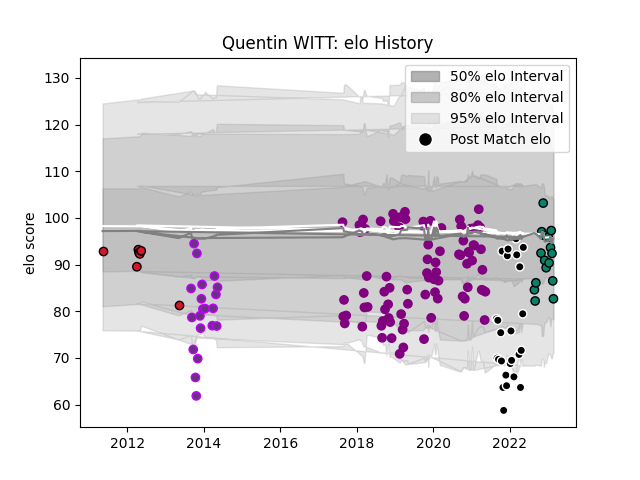 Quentin WITT: elo History
130
120
110
100
90
80
70
60
elo score
50% elo Interval
80% elo Interval
95% elo Interval
Post Match elo
2012 2014 2016 2018 2020 2022